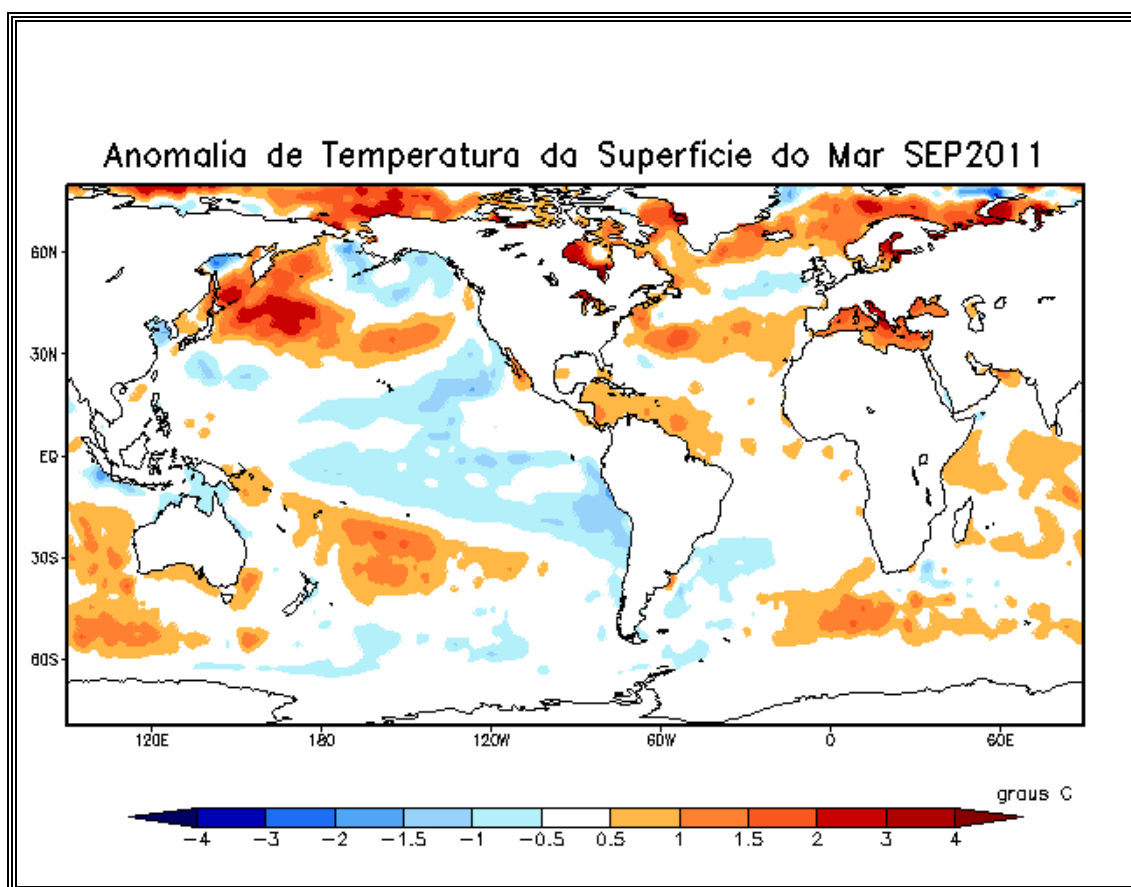 Anomalia de Temperatura da Superficie do Mar SEP2011
60N
30N
EQ
30S
60S
120E 180 120W 60W 0 60E
graus C
-4 -3 -2 -1.5 -1 -0.5 0.5 1 1.5 2 3 4